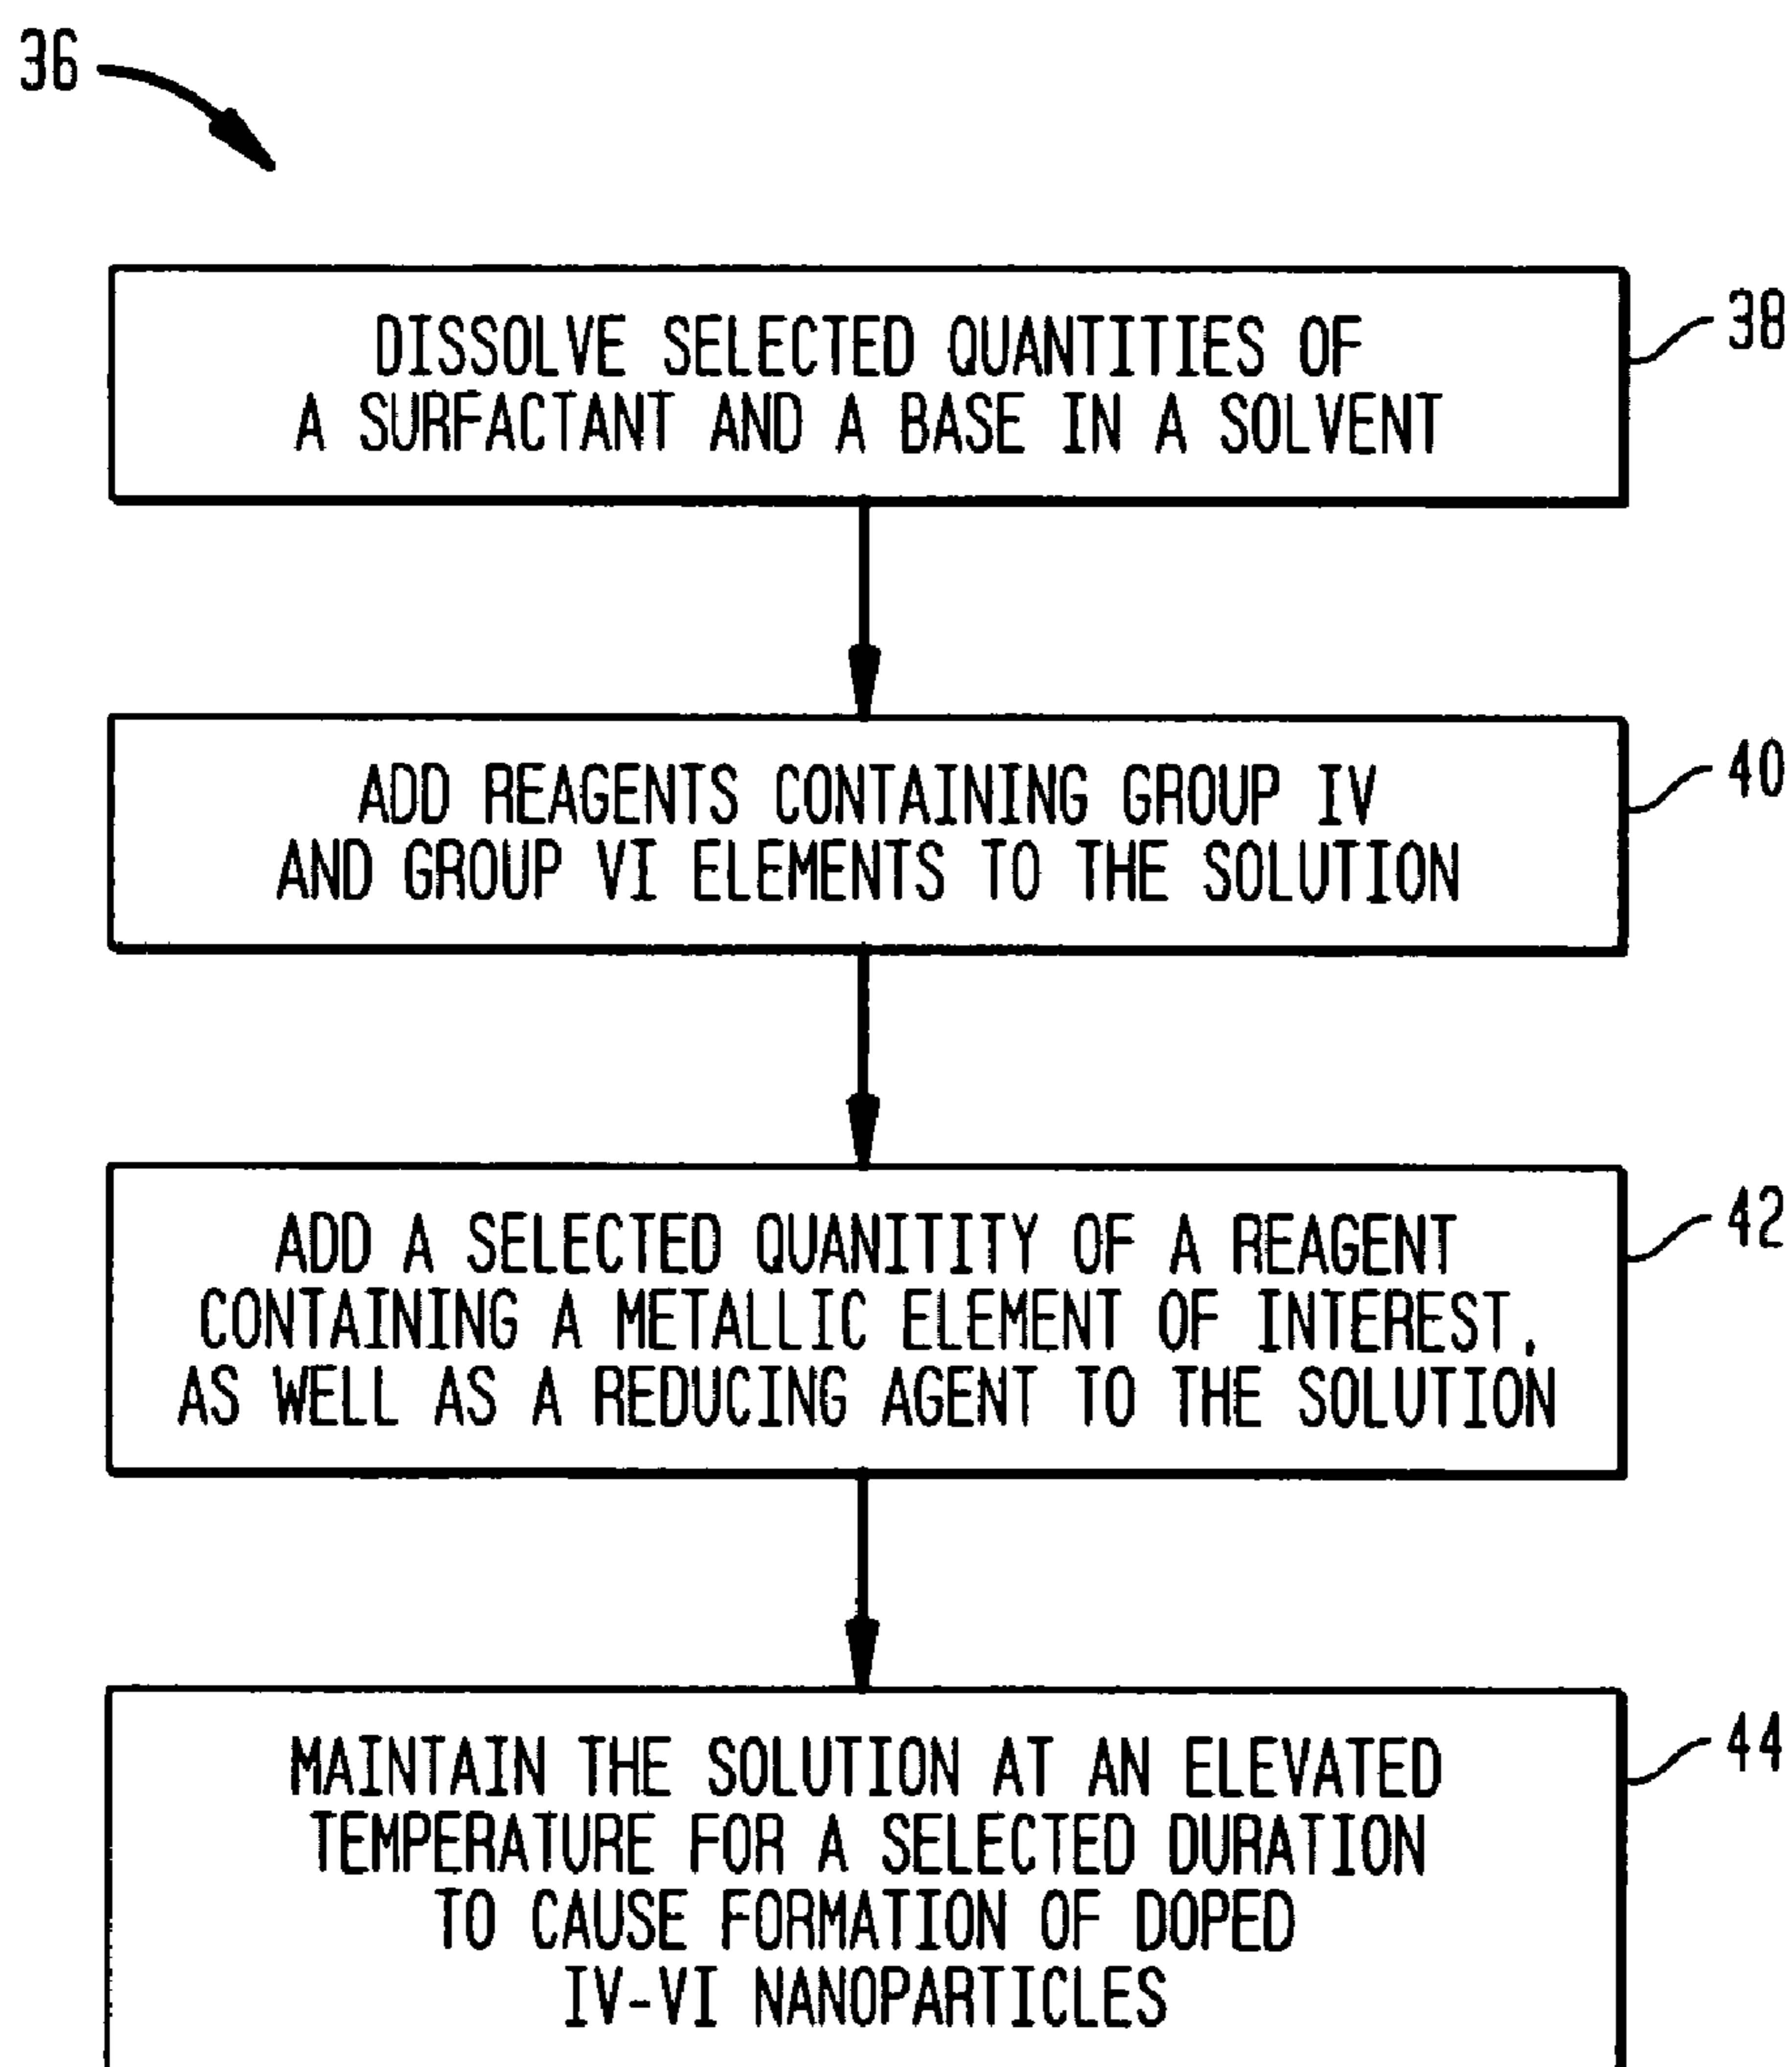 36
DISSOLVE SELECTED QUANTITIES OF
A SURFACTANT AND A BASE IN A SOLVENT
38
ADD REAGENTS CONTAINING GROUP IV
AND GROUP VI ELEMENTS TO THE SOLUTION
40
ADD A SELECTED QUANITITY OF A REAGENT
CONTAINING A METALLIC ELEMENT OF INTEREST,
AS WELL AS A REDUCING AGENT TO THE SOLUTION
42
MAINTAIN THE SOLUTION AT AN ELEVATED
TEMPERATURE FOR A SELECTED DURATION
TO CAUSE FORMATION OF DOPED
IV-VI NANOPARTICLES
44